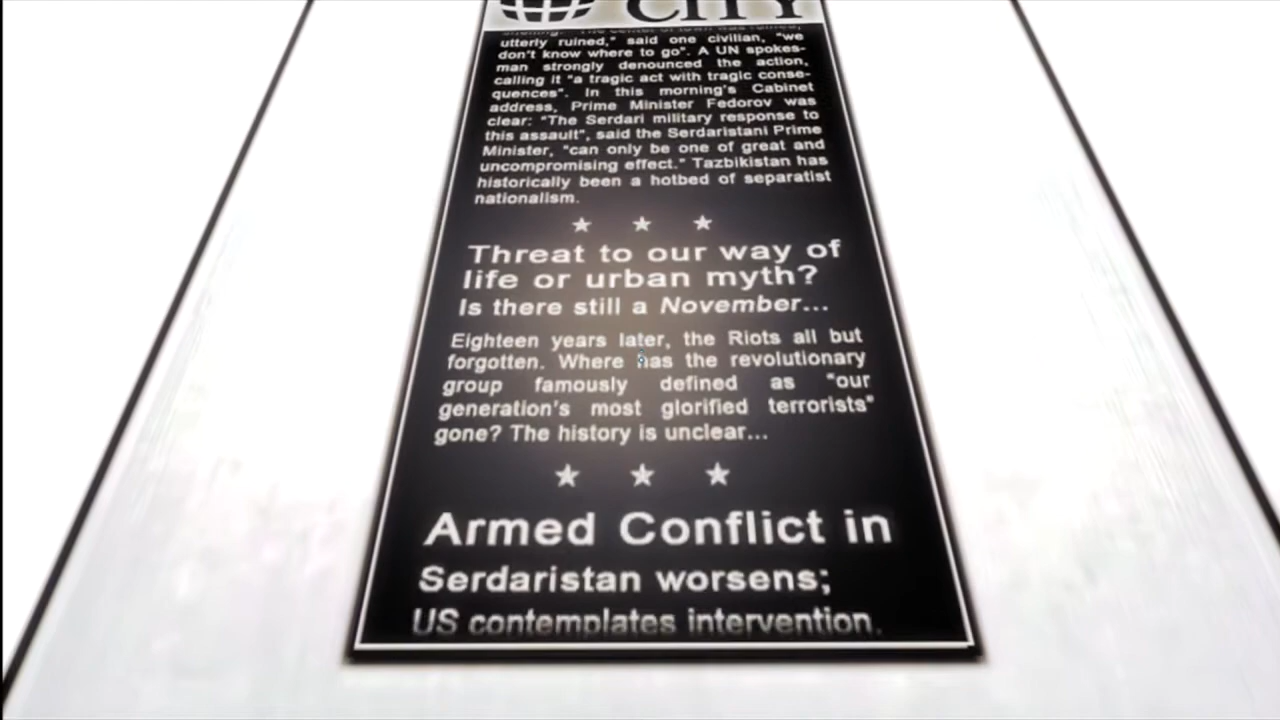 CITY
utterly ruined," said one civilian, "we
don't know where to go". A UN spokes-
man strongly denounced the action,
calling it "a tragic act with tragic conse-
quences". In this morning's Cabinet
address, Prime Minister Fedorov was
clear: "The Serdari military response to
this assault", said the Serdaristani Prime
Minister, "can only be one of great and
uncompromising effect." Tazbikistan has
historically been a hotbed of separatist
nationalism.
Threat to our way of
life or urban myth?
Is there still a November...
Eighteen years later, the Riots all but
forgotten. Where has the revolutionary
group famously defined as "our
generation's most glorified terrorists"
gone? The history is unclear...
Armed Conflict in
Serdaristan worsens;
US contemplates intervention.